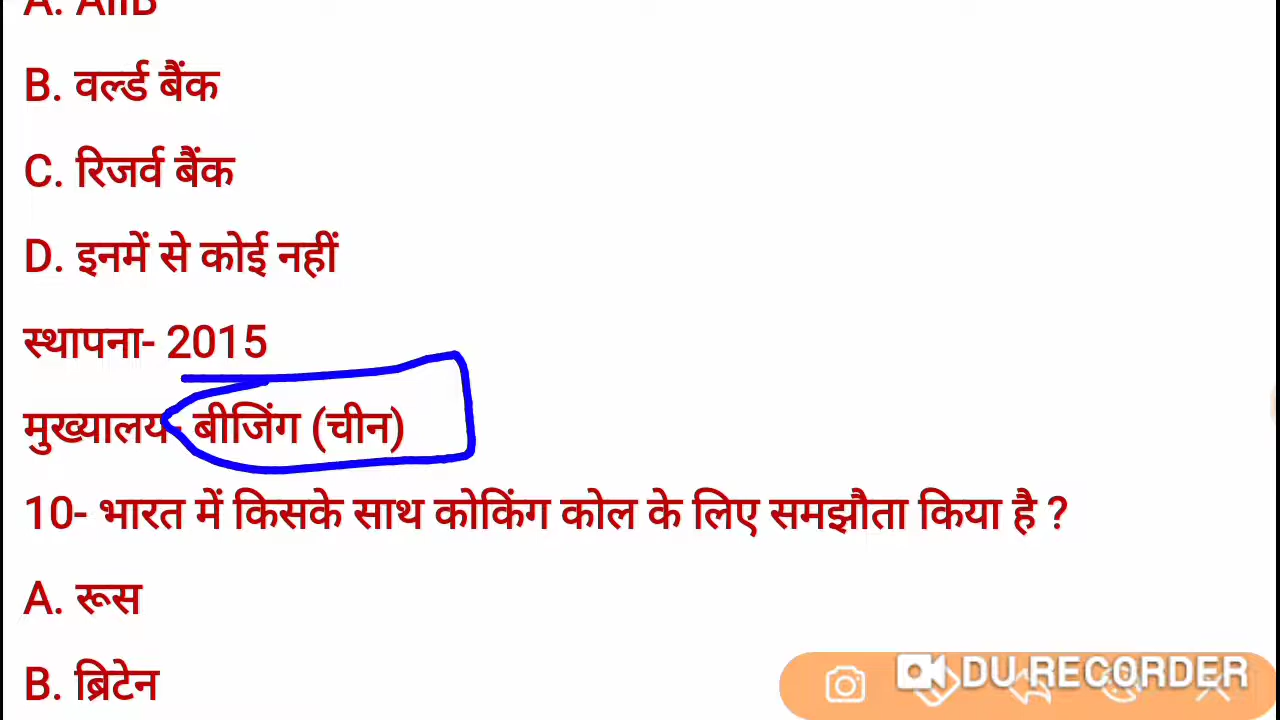 A. AIIB
B. वर्ल्ड बैंक
C. रिजर्व बैंक
D. इनमें से कोई नहीं
स्थापना- 2015
मुख्यालय- बीजिंग (चीन)
10- भारत में किसके साथ कोकिंग कोल के लिए समझौता किया है ?
A. रूस
B. ब्रिटेन
DU RECORDER